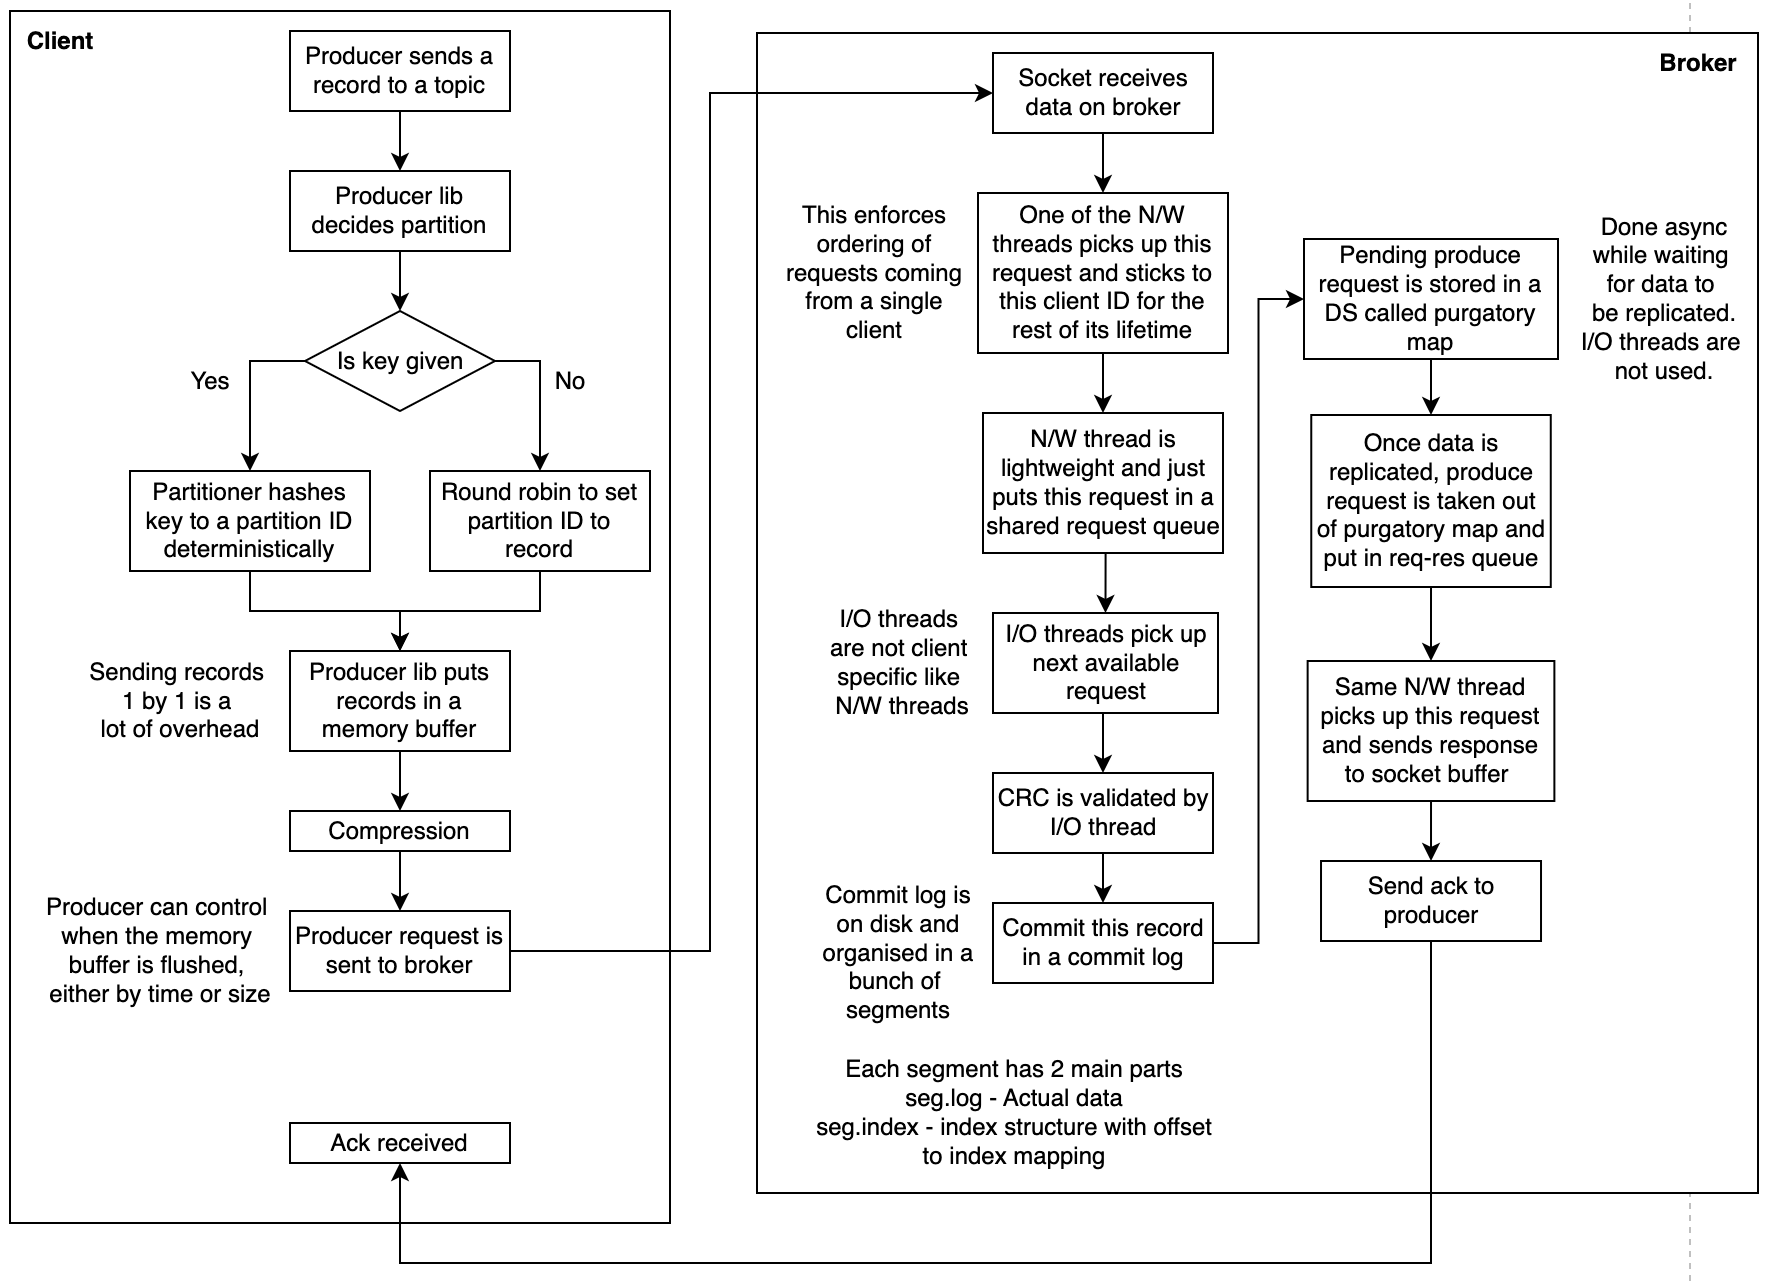 Client
Producer sends a
record to a topic
Producer lib
decides partition
Is key given
Yes
No
Partitioner hashes
key to a partition ID
deterministically
Round robin to set
partition ID to
record
Sending records
1 by 1 is a
lot of overhead
Producer lib puts
records in a
memory buffer
Compression
Producer can control
when the memory
buffer is flushed,
either by time or size
Producer request is
sent to broker
Ack received
Broker
Socket receives
data on broker
This enforces
ordering of
requests coming
from a single
client
One of the N/W
threads picks up this
request and sticks to
this client ID for the
rest of its lifetime
N/W thread is
lightweight and just
puts this request in a
shared request queue
I/O threads
are not client
specific like
N/W threads
I/O threads pick up
next available
request
CRC is validated by
I/O thread
Commit log is
on disk and
organised in a
bunch of
segments
Commit this record
in a commit log
Each segment has 2 main parts
seg.log - Actual data
seg.index - index structure with offset
to index mapping
Pending produce
request is stored in a
DS called purgatory
map
Done async
while waiting
for data to
be replicated.
I/O threads are
not used.
Once data is
replicated, produce
request is taken out
of purgatory map and
put in req-res queue
Same N/W thread
picks up this request
and sends response
to socket buffer
Send ack to
producer